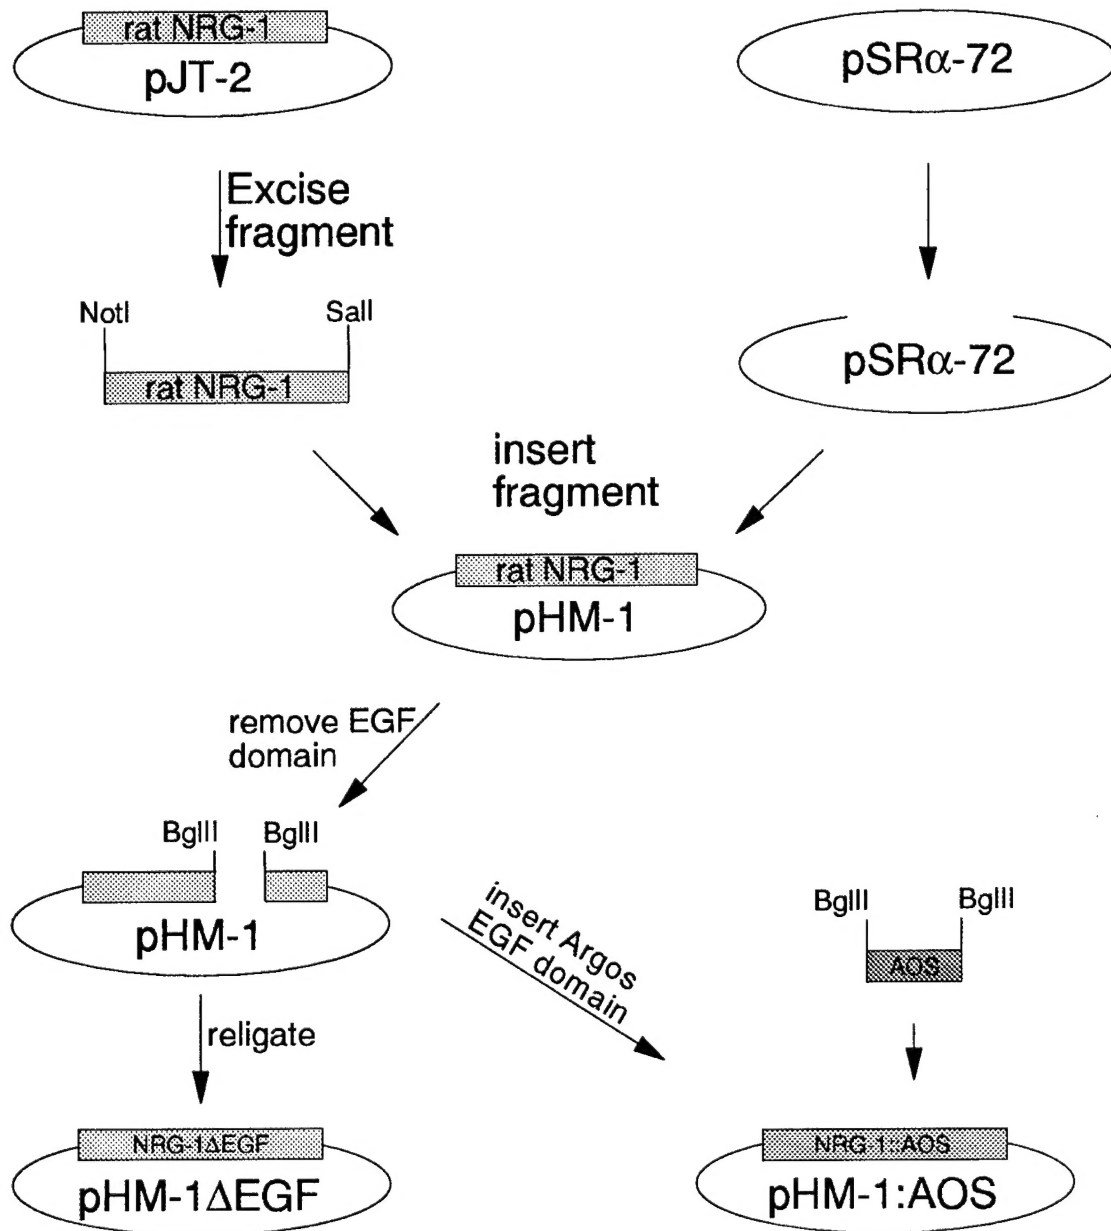 rat NRG-1
pJT-2
pSRα-72
Excise
fragment
NotI
SalI
rat NRG-1
pSRα-72
insert
fragment
rat NRG-1
pHM-1
remove EGF
domain
BglII
BglII
pHM-1
insert Argos
EGF domain
BglII
BglII
AOS
religate
NRG-1ΔEGF
pHM-1ΔEGF
NRG-1::AOS
pHM-1:AOS